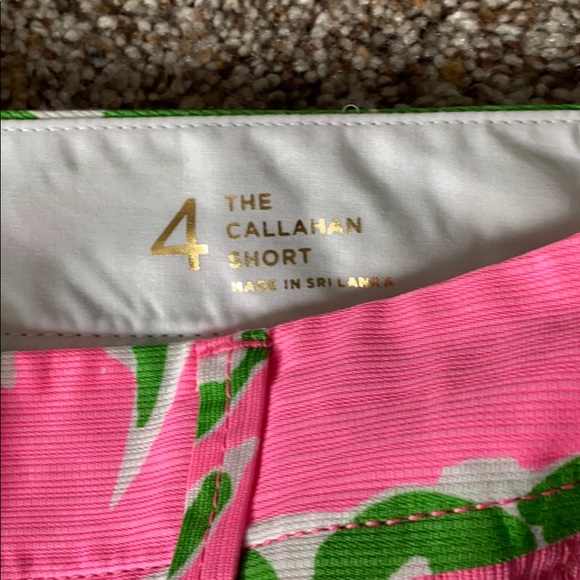 4
THE
CALLAHAN
SHORT
MADE IN SRI LANKA